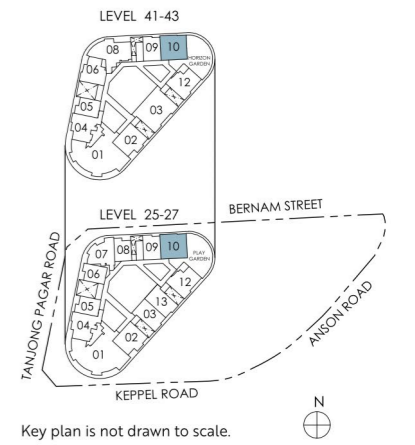 LEVEL 41-43
08 09 10
HORIZON
GARDEN
06
12
05
03
04
02
01
LEVEL 25-27
BERNAM STREET
TANJONG PAGAR ROAD
07 08 09 10
PLAY
GARDEN
06
12
13
05
03
04
02
01
ANSON ROAD
KEPPEL ROAD
N
Key plan is not drawn to scale.